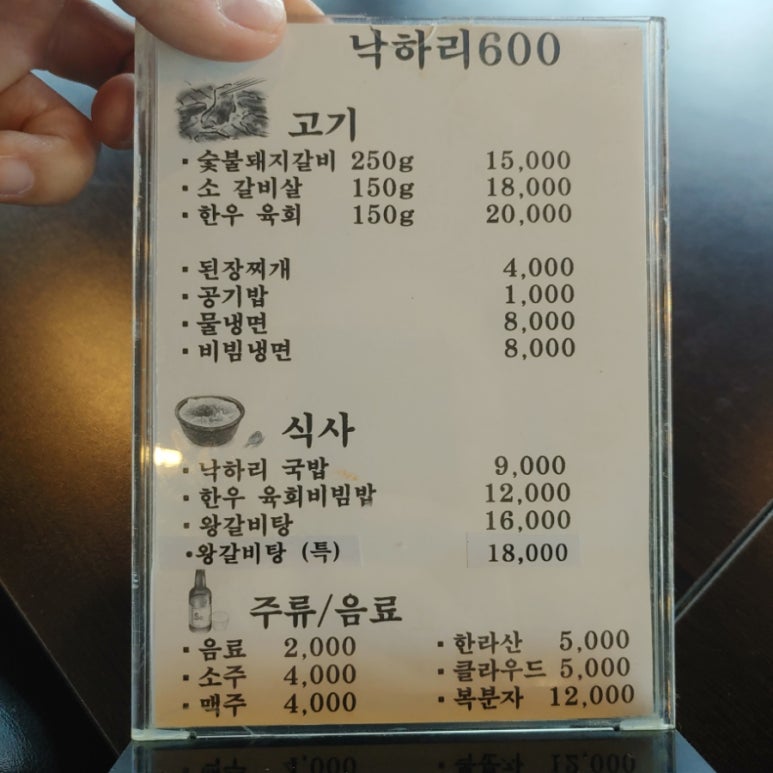 낙하리600
고기
▪ 숯불돼지갈비 250g 15,000
▪ 소 갈비살 150g 18,000
▪ 한우 육회 150g 20,000
▪ 된장찌개 4,000
▪ 공기밥 1,000
▪ 물냉면 8,000
▪ 비빔냉면 8,000
식사
▪ 낙하리 국밥 9,000
▪ 한우 육회비빔밥 12,000
▪ 왕갈비탕 16,000
•왕갈비탕 (특) 18,000
주류/음료
▪ 음료 2,000 ▪ 한라산 5,000
▪ 소주 4,000 ▪ 클라우드 5,000
▪ 맥주 4,000 ▪ 복분자 12,000